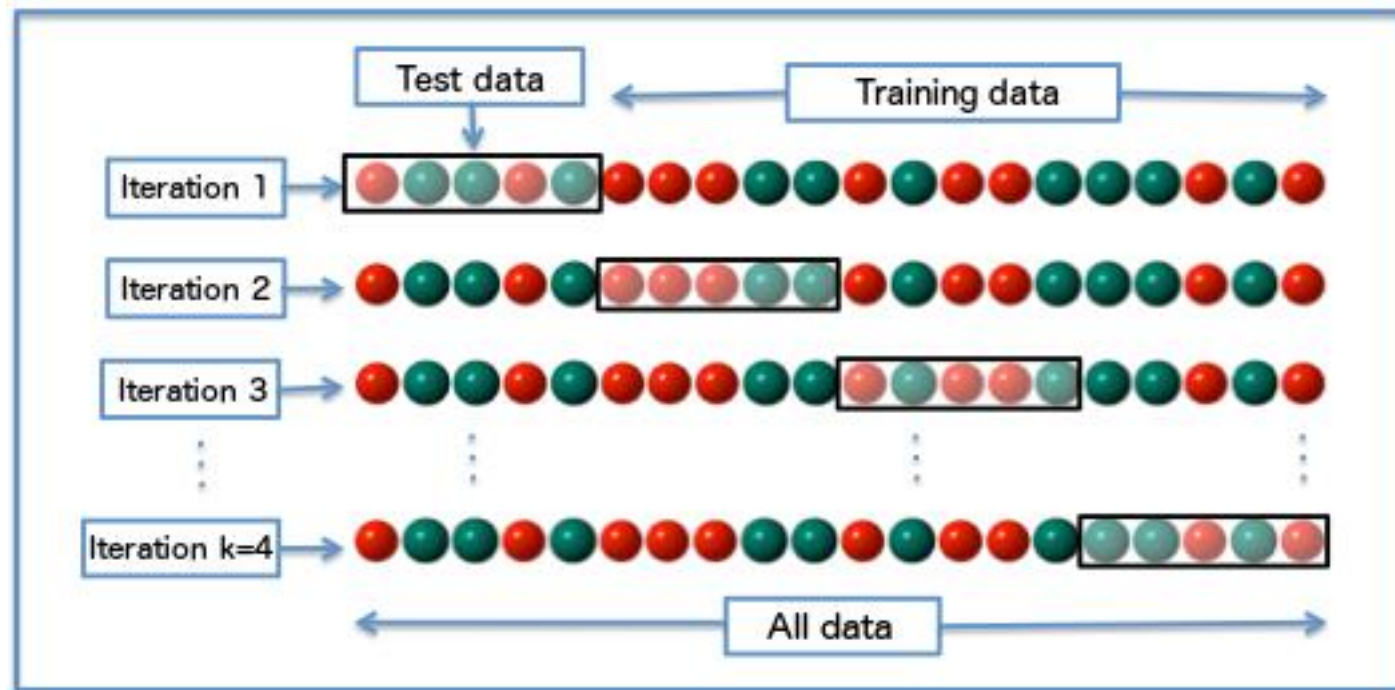 Test data
Training data
Iteration 1
Iteration 2
Iteration 3
Iteration k=4
All data